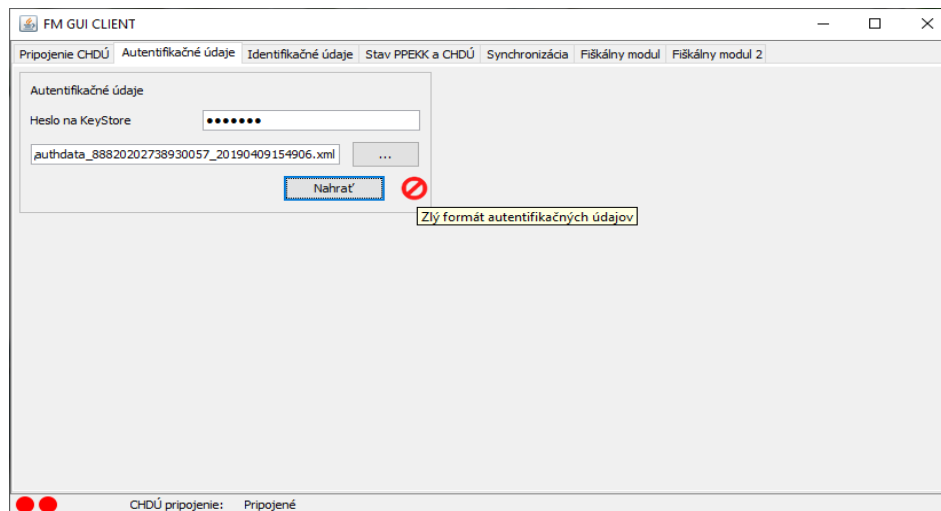 FM GUI CLIENT
Pripojenie CHDÚ Autentifikačné údaje Identifikačné údaje Stav PPEKK a CHDÚ Synchronizácia Fiškálny modul Fiškálny modul 2
Autentifikačné údaje
Heslo na KeyStore •••••••
authdata_88820202738930057_20190409154906.xml ...
Nahrať
Zlý formát autentifikačných údajov
CHDÚ pripojenie: Pripojené